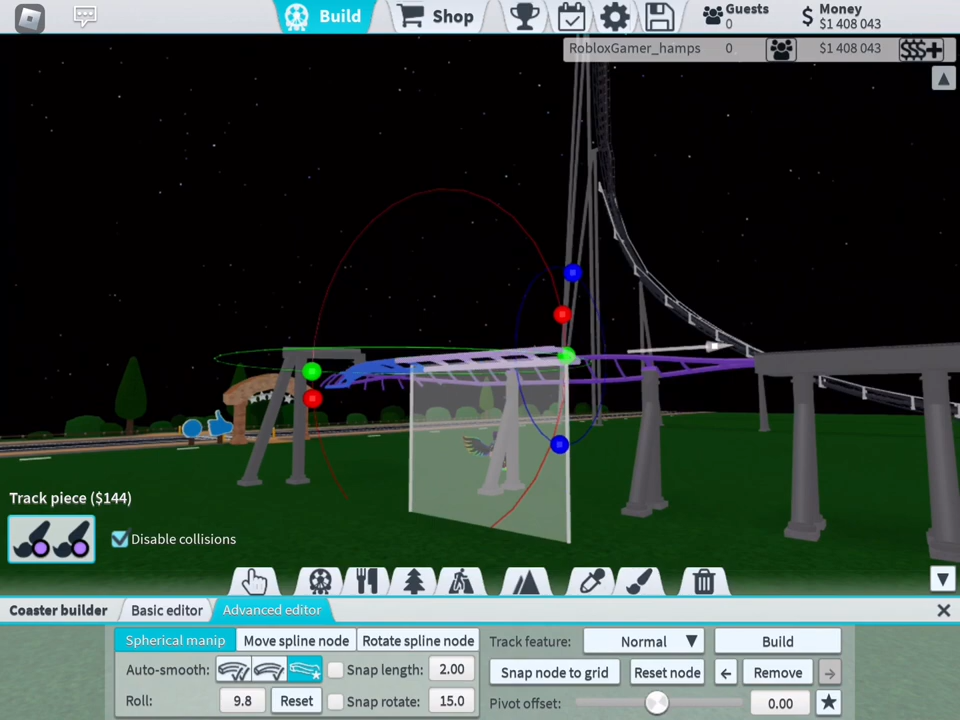 Build
Shop
Guests
0
Money
$1 408 043
RobloxGamer_hamps 0 $1 408 043
Track piece ($144)
Disable collisions
Coaster builder
Basic editor
Advanced editor
Spherical manip
Move spline node
Rotate spline node
Track feature:
Normal
Build
Auto-smooth:
Snap length:
2.00
Snap node to grid
Reset node
Remove
Roll:
9.8
Reset
Snap rotate:
15.0
Pivot offset:
0.00